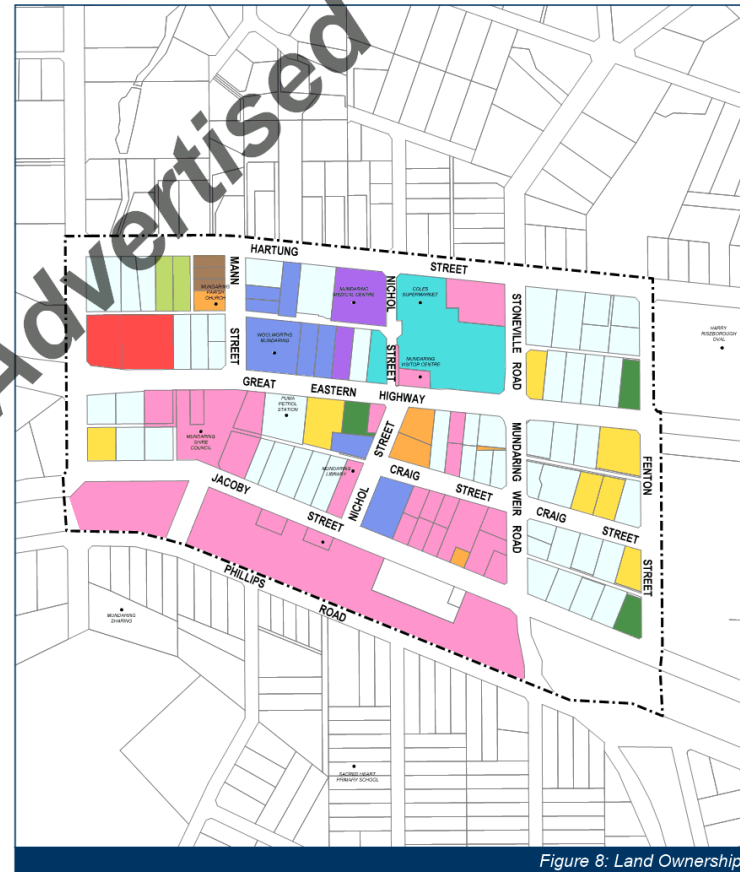 Advertised
HARTUNG
STREET
MANN
STREET
NICHOL
STREET
STONEVILLE ROAD
MUNDARING
PARISH
CHURCH
MUNDARING
MEDICAL CENTRE
COLES
SUPERMARKET
HARRY
RISEBOROUGH
OVAL
WOOLWORTHS
MUNDARING
MUNDARING
VISITOR CENTRE
GREAT
EASTERN
HIGHWAY
PUMA
PETROL
STATION
MUNDARING
SHIRE
COUNCIL
MUNDARING
LIBRARY
NICHOL
STREET
CRAIG
STREET
MUNDARING WEIR ROAD
FENTON
STREET
CRAIG
STREET
JACOBY
STREET
PHILLIPS
ROAD
MUNDARING
SHARING
SACRED HEART
PRIMARY SCHOOL
Figure 8: Land Ownership